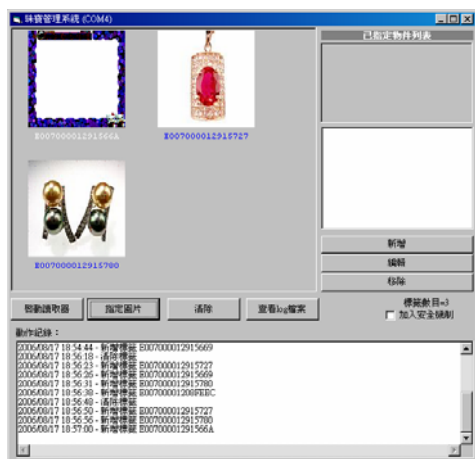 珠寶管理系統 (COM4)
已指定物件列表
E00700001291566A
E007000012915727
E007000012915780
新增
編輯
移除
啟動讀取器
指定圖片
清除
查看log檔案
標籤數目=3
加入安全機制
動作記錄：
2006/08/17 18:54:44 - 新增標籤 E007000012915669
2006/08/17 18:56:18 - 清除標籤
2006/08/17 18:56:23 - 新增標籤 E007000012915727
2006/08/17 18:56:26 - 新增標籤 E007000012915669
2006/08/17 18:56:31 - 新增標籤 E007000012915780
2006/08/17 18:56:38 - 新增標籤 E00700001208FEEC
2006/08/17 18:56:48 - 清除標籤
2006/08/17 18:56:50 - 新增標籤 E007000012915727
2006/08/17 18:56:56 - 新增標籤 E007000012915780
2006/08/17 18:57:00 - 新增標籤 E00700001291566A